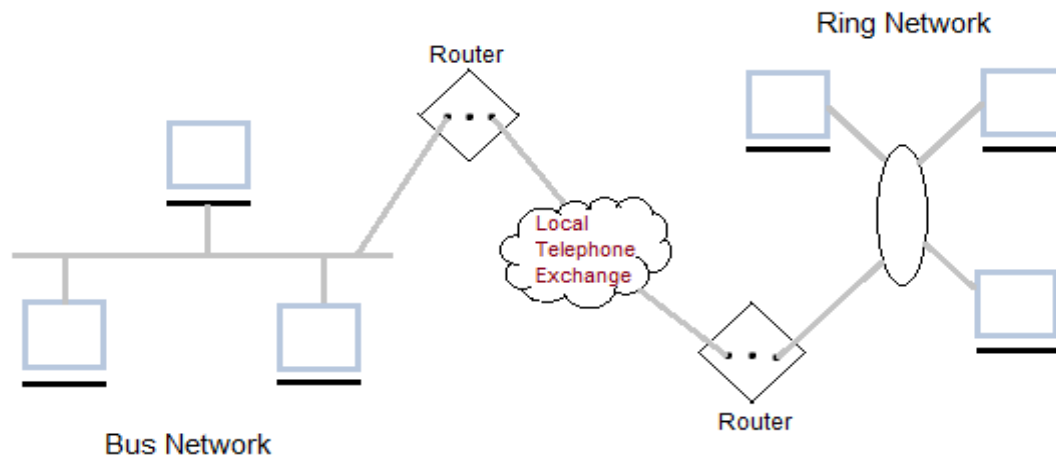 Ring Network
Router
Local
Telephone
Exchange
Router
Bus Network